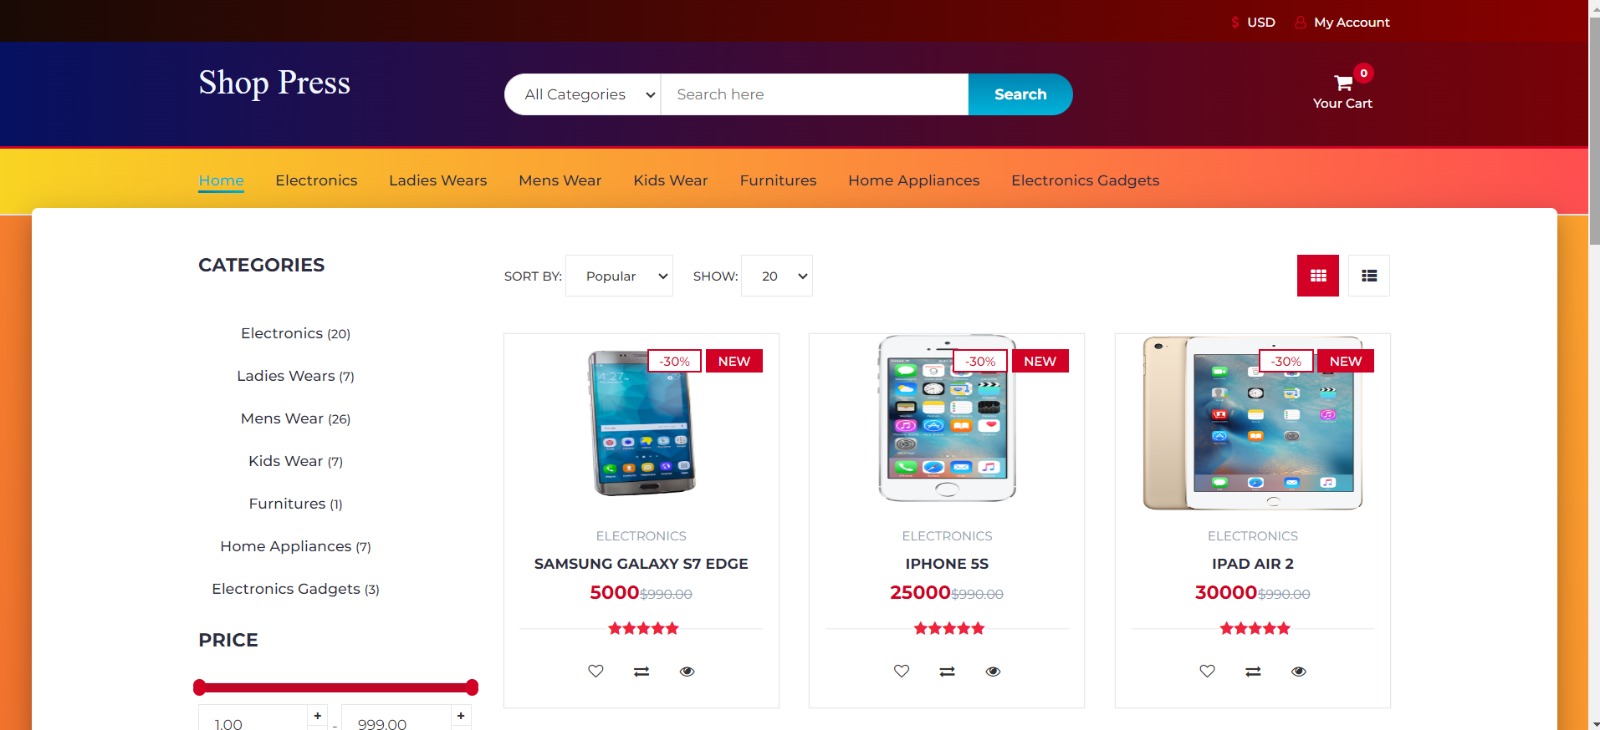 USD My Account
Shop Press
All Categories Search here Search
0
Your Cart
Home Electronics Ladies Wears Mens Wear Kids Wear Furnitures Home Appliances Electronics Gadgets
CATEGORIES
Electronics (20)
Ladies Wears (7)
Mens Wear (26)
Kids Wear (7)
Furnitures (1)
Home Appliances (7)
Electronics Gadgets (3)
PRICE
1.00 + - 999.00 +
SORT BY: Popular SHOW: 20
-30% NEW
ELECTRONICS
SAMSUNG GALAXY S7 EDGE
5000 $990.00
-30% NEW
ELECTRONICS
IPHONE 5S
25000 $990.00
-30% NEW
ELECTRONICS
IPAD AIR 2
30000 $990.00